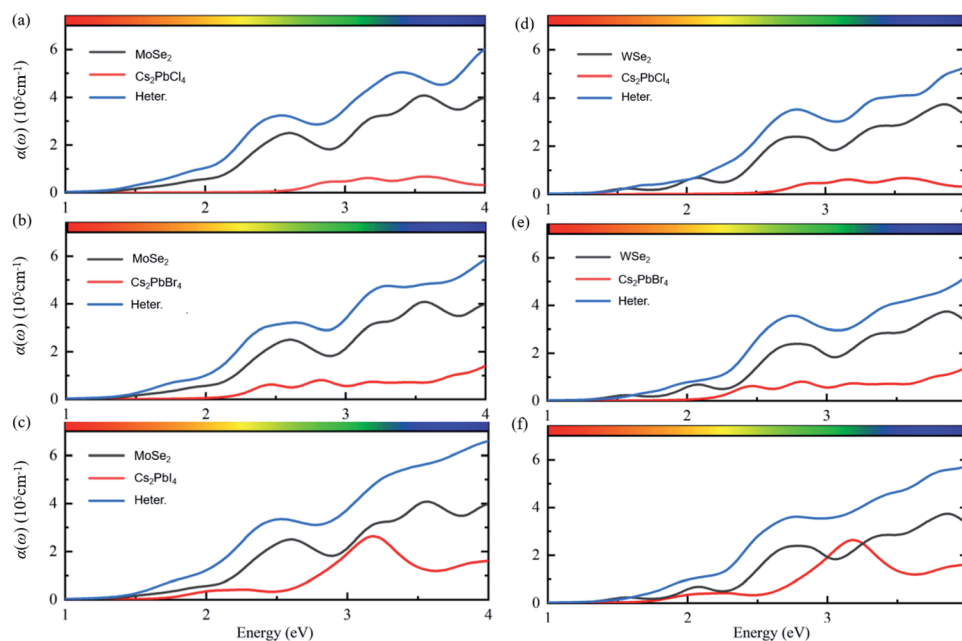 (a)
MoSe₂
Cs₂PbCl₄
Heter.
α(ω) (10⁵cm⁻¹)
6
4
2
0
1 2 3 4
(b)
MoSe₂
Cs₂PbBr₄
Heter.
α(ω) (10⁵cm⁻¹)
6
4
2
0
1 2 3 4
(c)
MoSe₂
Cs₂PbI₄
Heter.
α(ω) (10⁵cm⁻¹)
6
4
2
0
1 2 3 4
Energy (eV)
(d)
WSe₂
Cs₂PbCl₄
Heter.
6
4
2
0
1 2 3
(e)
WSe₂
Cs₂PbBr₄
Heter.
6
4
2
0
1 2 3
(f)
6
4
2
0
1 2 3
Energy (eV)